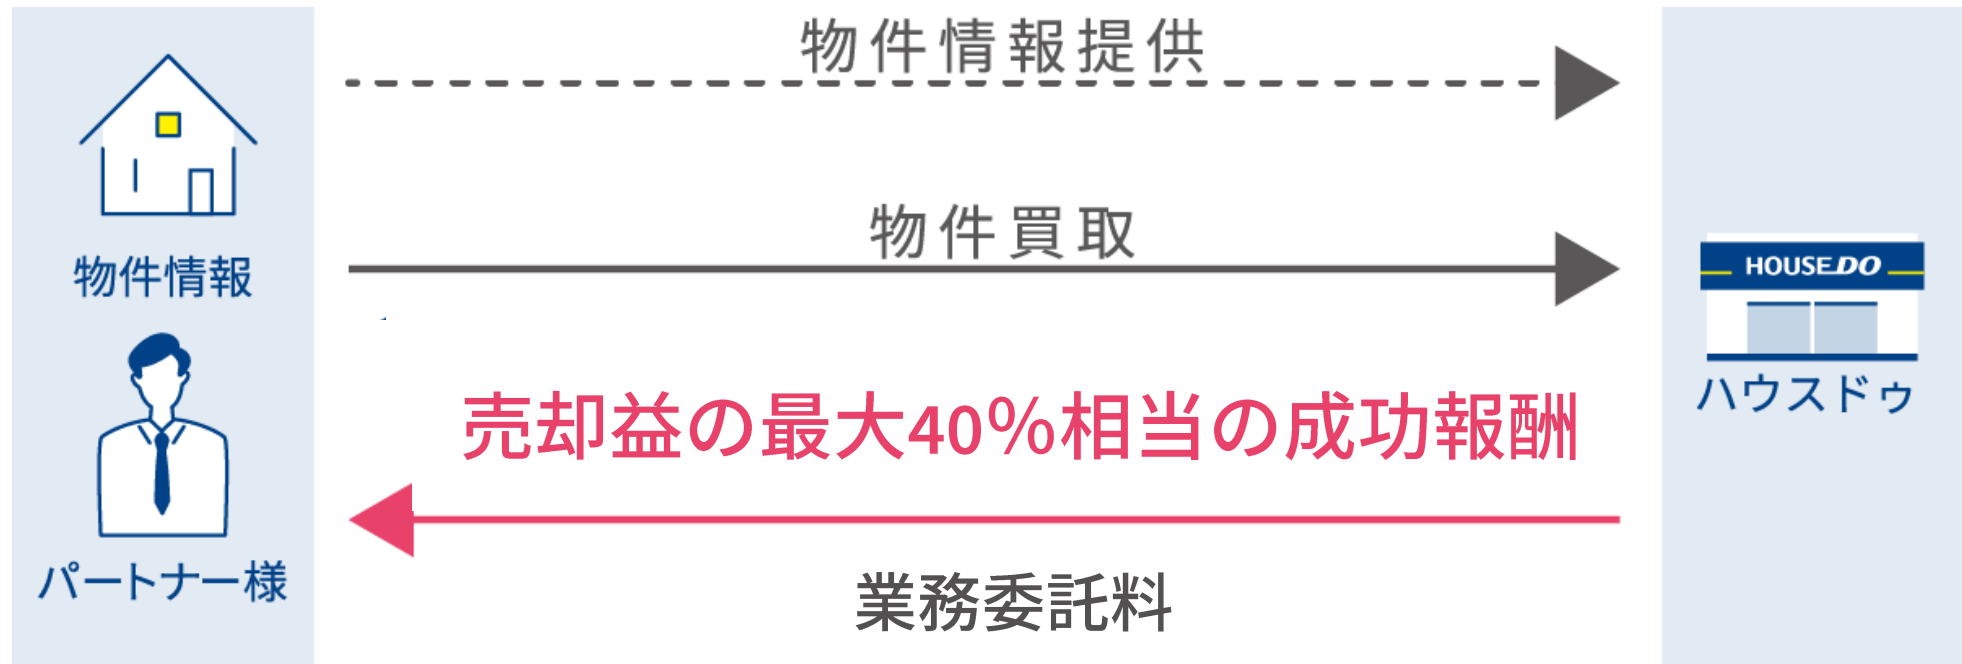 物件情報提供
物件買取
物件情報
パートナー様
売却益の最大40%相当の成功報酬
業務委託料
HOUSEDO
ハウスドゥ